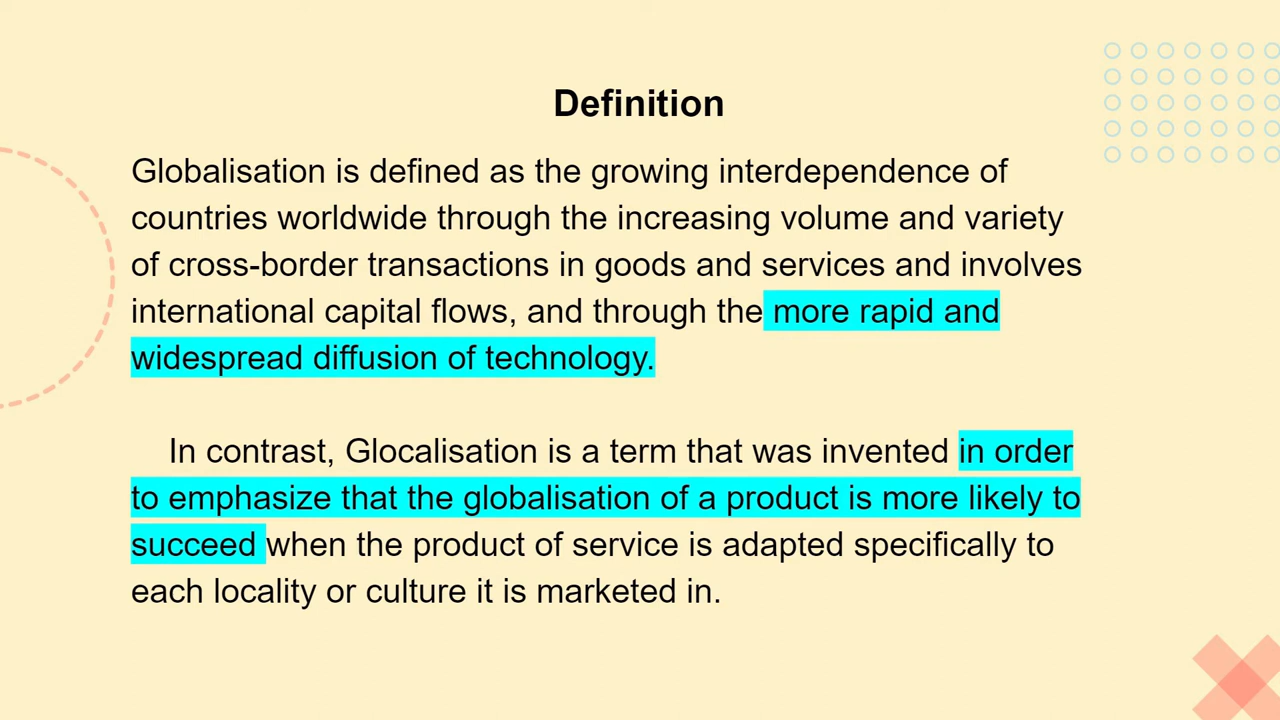 Definition
Globalisation is defined as the growing interdependence of
countries worldwide through the increasing volume and variety
of cross-border transactions in goods and services and involves
international capital flows, and through the more rapid and
widespread diffusion of technology.
In contrast, Glocalisation is a term that was invented in order
to emphasize that the globalisation of a product is more likely to
succeed when the product of service is adapted specifically to
each locality or culture it is marketed in.